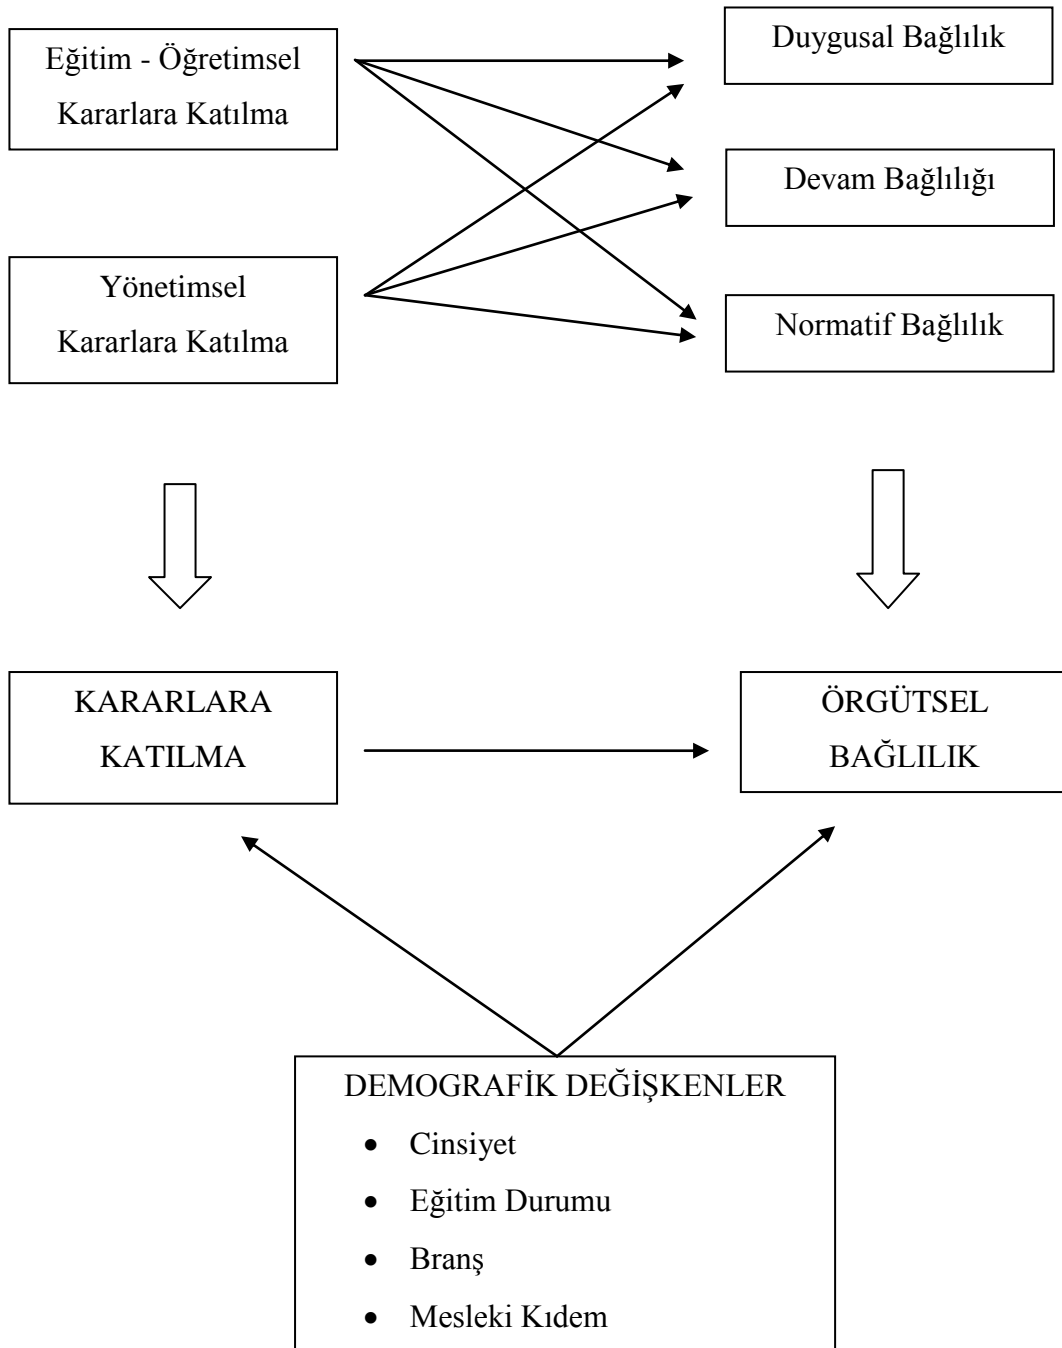 Eğitim - Öğretimsel
Kararlara Katılma
Duygusal Bağlılık
Devam Bağlılığı
Yönetimsel
Kararlara Katılma
Normatif Bağlılık
KARARLARA
KATILMA
ÖRGÜTSEL
BAĞLILIK
DEMOGRAFİK DEĞİŞKENLER
• Cinsiyet
• Eğitim Durumu
• Branş
• Mesleki Kıdem